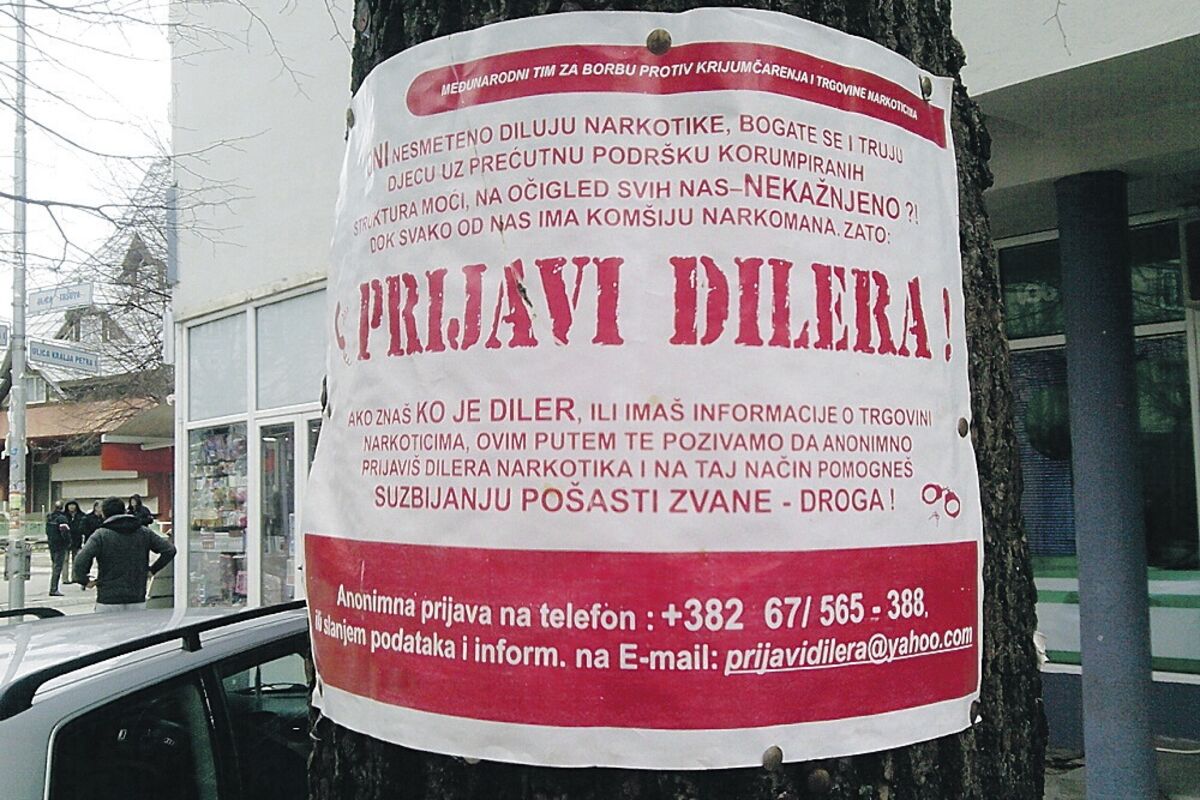 MEĐUNARODNI TIM ZA BORBU PROTIV KRIJUMČARENJA I TRGOVINE NARKOTICIMA
ONI NESMETENO DILUJU NARKOTIKE, BOGATE SE I TRUJU
DJECU UZ PREĆUTNU PODRŠKU KORUMPIRANIH
STRUKTURA MOĆI, NA OČIGLED SVIH NAS–NEKAŽNJENO ?!
DOK SVAKO OD NAS IMA KOMŠIJU NARKOMANA. ZATO:
PRIJAVI DILERA !
AKO ZNAŠ KO JE DILER, ILI IMAŠ INFORMACIJE O TRGOVINI
NARKOTICIMA, OVIM PUTEM TE POZIVAMO DA ANONIMNO
PRIJAVIŠ DILERA NARKOTIKA I NA TAJ NAČIN POMOGNEŠ
SUZBIJANJU POŠASTI ZVANE - DROGA !
Anonimna prijava na telefon : +382 67/ 565 - 388,
ili slanjem podataka i inform. na E-mail: prijavidilera@yahoo.com
ULICA
ULICA KRALJA PETRA